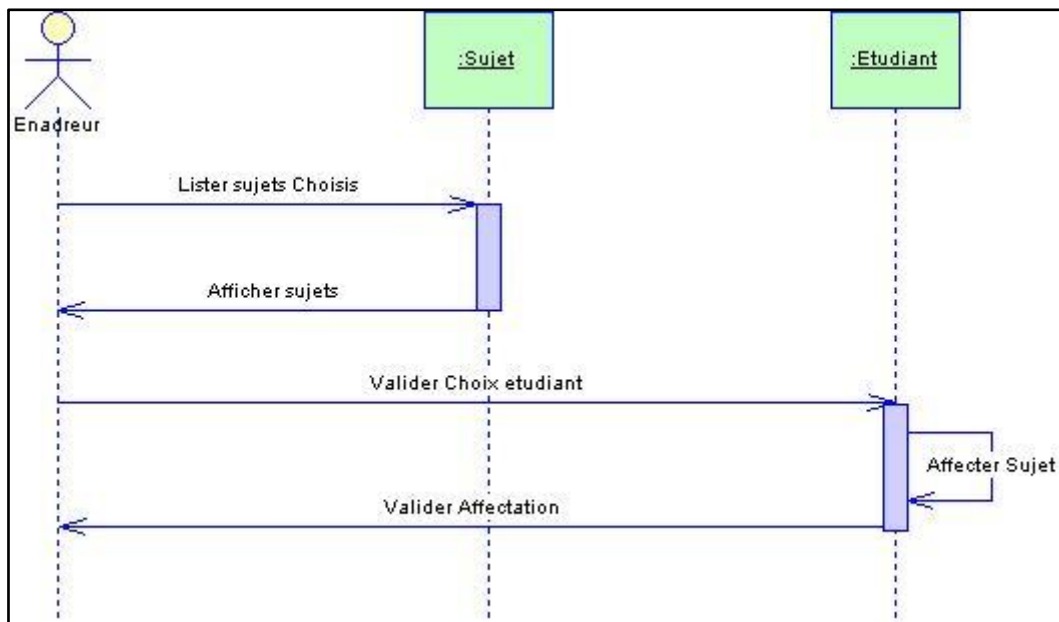 :Sujet
:Etudiant
Enadreur
Lister sujets Choisis
Afficher sujets
Valider Choix etudiant
Affecter Sujet
Valider Affectation